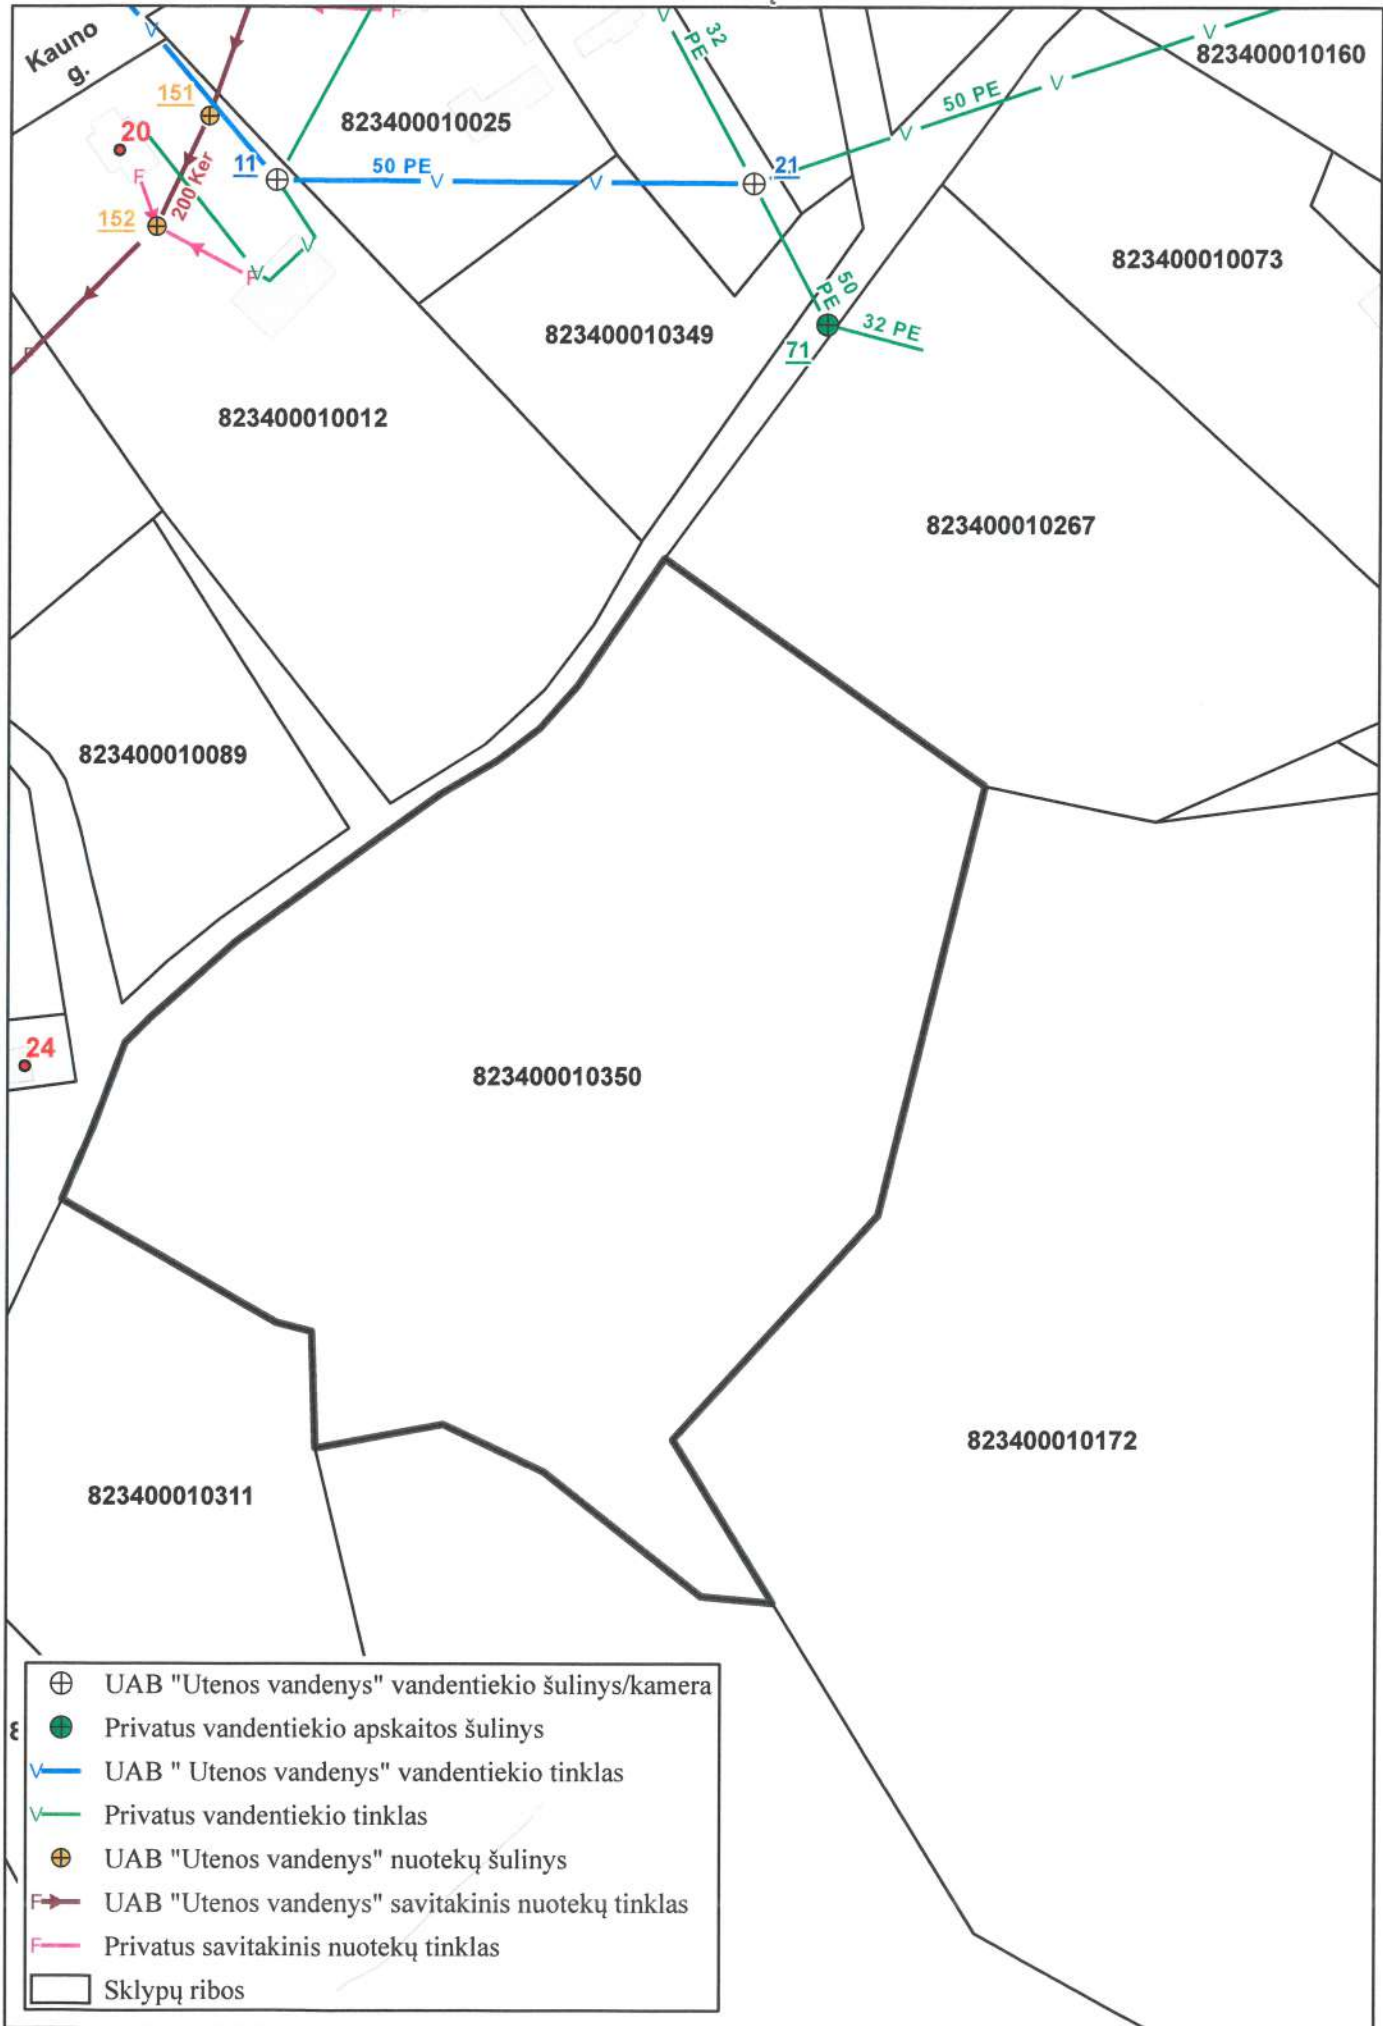 Kauno
g.
32
PE
V
V
V
823400010160
151
50 PE
V
823400010025
V
20
F
11
50 PE
V
V
21
200 Ker
F
152
V
V
F
823400010073
50
PE
32 PE
71
823400010349
823400010012
823400010267
823400010089
24
823400010350
823400010172
823400010311
UAB "Utenos vandenys" vandentiekio šulinys/kamera
Privatus vandentiekio apskaitos šulinys
V UAB " Utenos vandenys" vandentiekio tinklas
V Privatus vandentiekio tinklas
UAB "Utenos vandenys" nuotekų šulinys
F UAB "Utenos vandenys" savitakinis nuotekų tinklas
F Privatus savitakinis nuotekų tinklas
Sklypų ribos